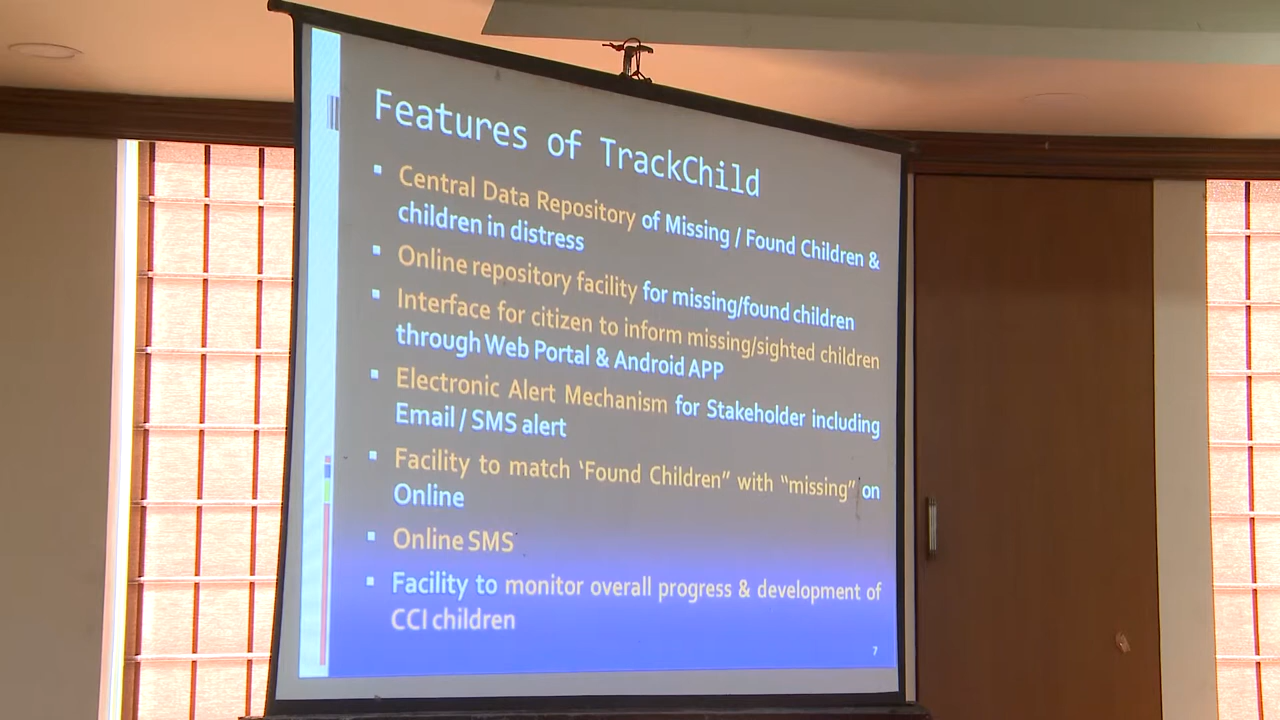 Features of TrackChild
Central Data Repository of Missing / Found Children &
children in distress
Online repository facility for missing/found children
Interface for citizen to inform missing/sighted children
through Web Portal & Android APP
Electronic Alert Mechanism for Stakeholder including
Email / SMS alert
Facility to match ‘Found Children” with “missing” on
Online
Online SMS
Facility to monitor overall progress & development of
CCI children
7